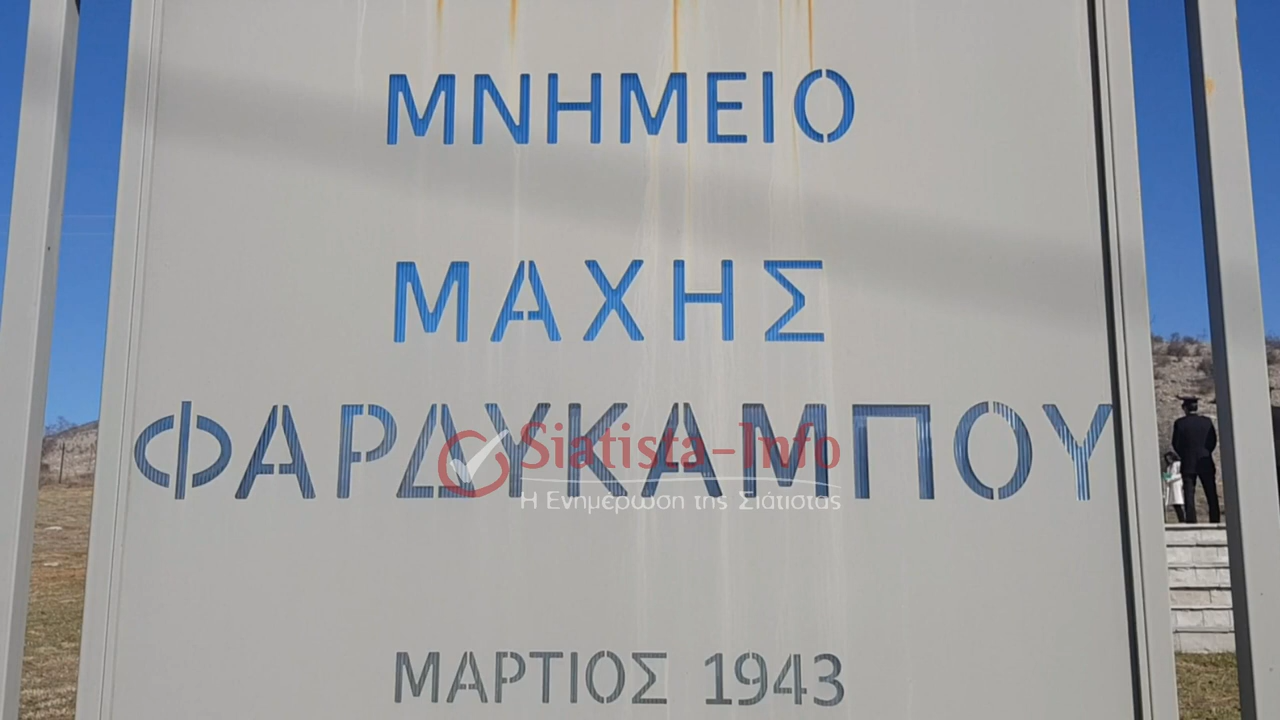 ΜΝΗΜΕΙΟ
ΜΑΧΗΣ
ΦΑΡΔΥΚΑΜΠΟΥ
Siatista-Info
Η Ενημέρωση της Σιάτιστας
ΜΑΡΤΙΟΣ 1943